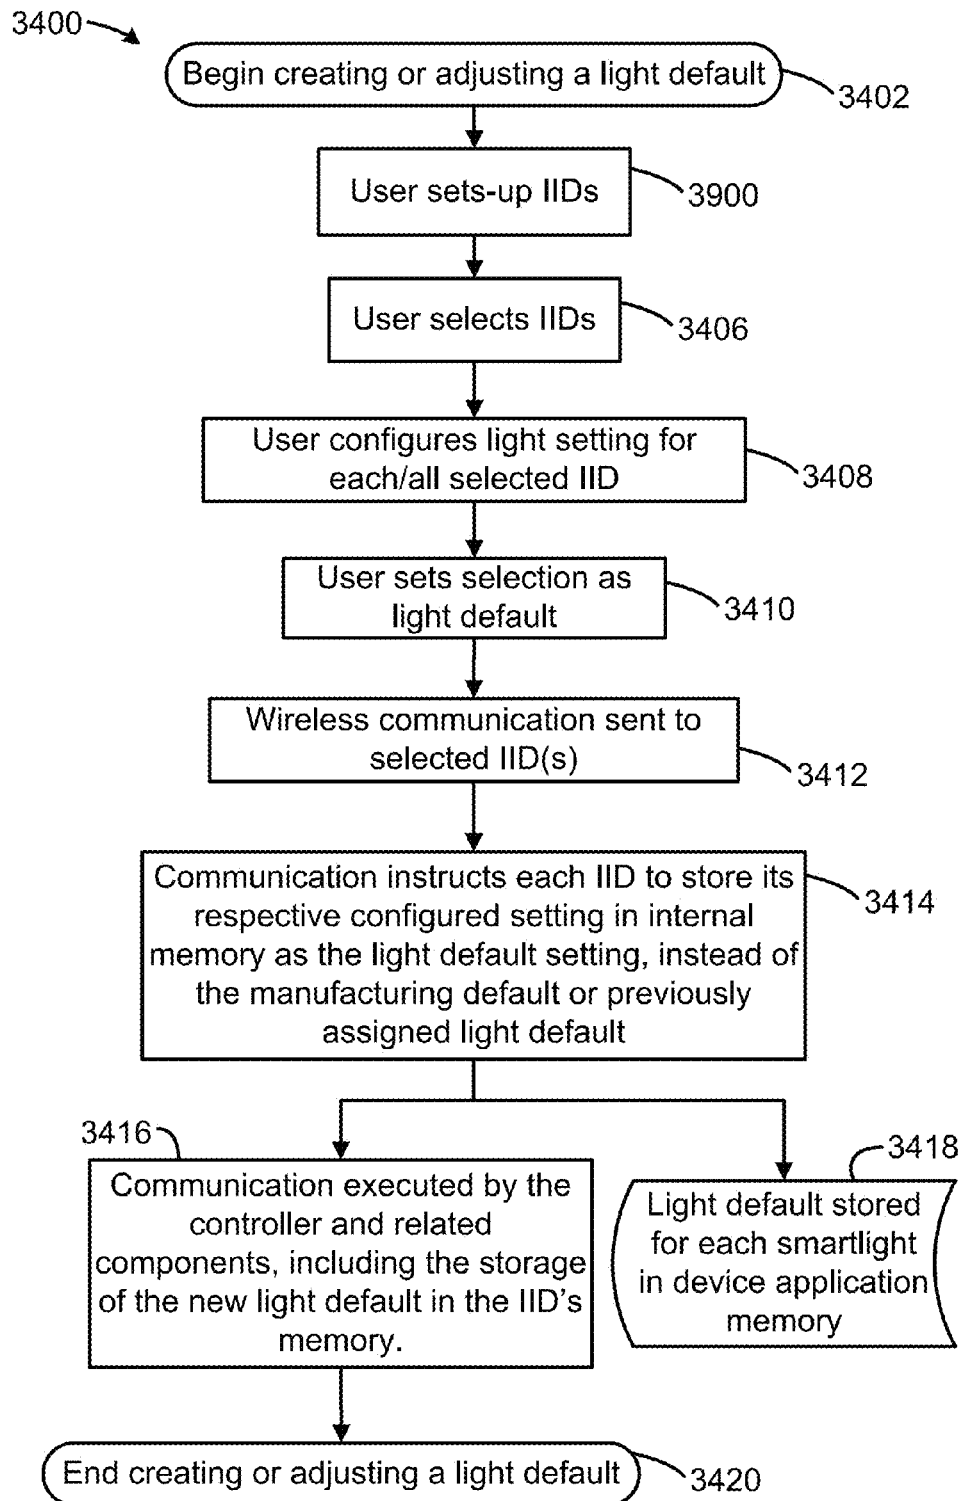 3400
Begin creating or adjusting a light default
3402
User sets-up IIDs
3900
User selects IIDs
3406
User configures light setting for
each/all selected IID
3408
User sets selection as
light default
3410
Wireless communication sent to
selected IID(s)
3412
Communication instructs each IID to store its
respective configured setting in internal
memory as the light default setting, instead of
the manufacturing default or previously
assigned light default
3414
3416
Communication executed by the
controller and related
components, including the storage
of the new light default in the IID's
memory.
3418
Light default stored
for each smartlight
in device application
memory
End creating or adjusting a light default
3420